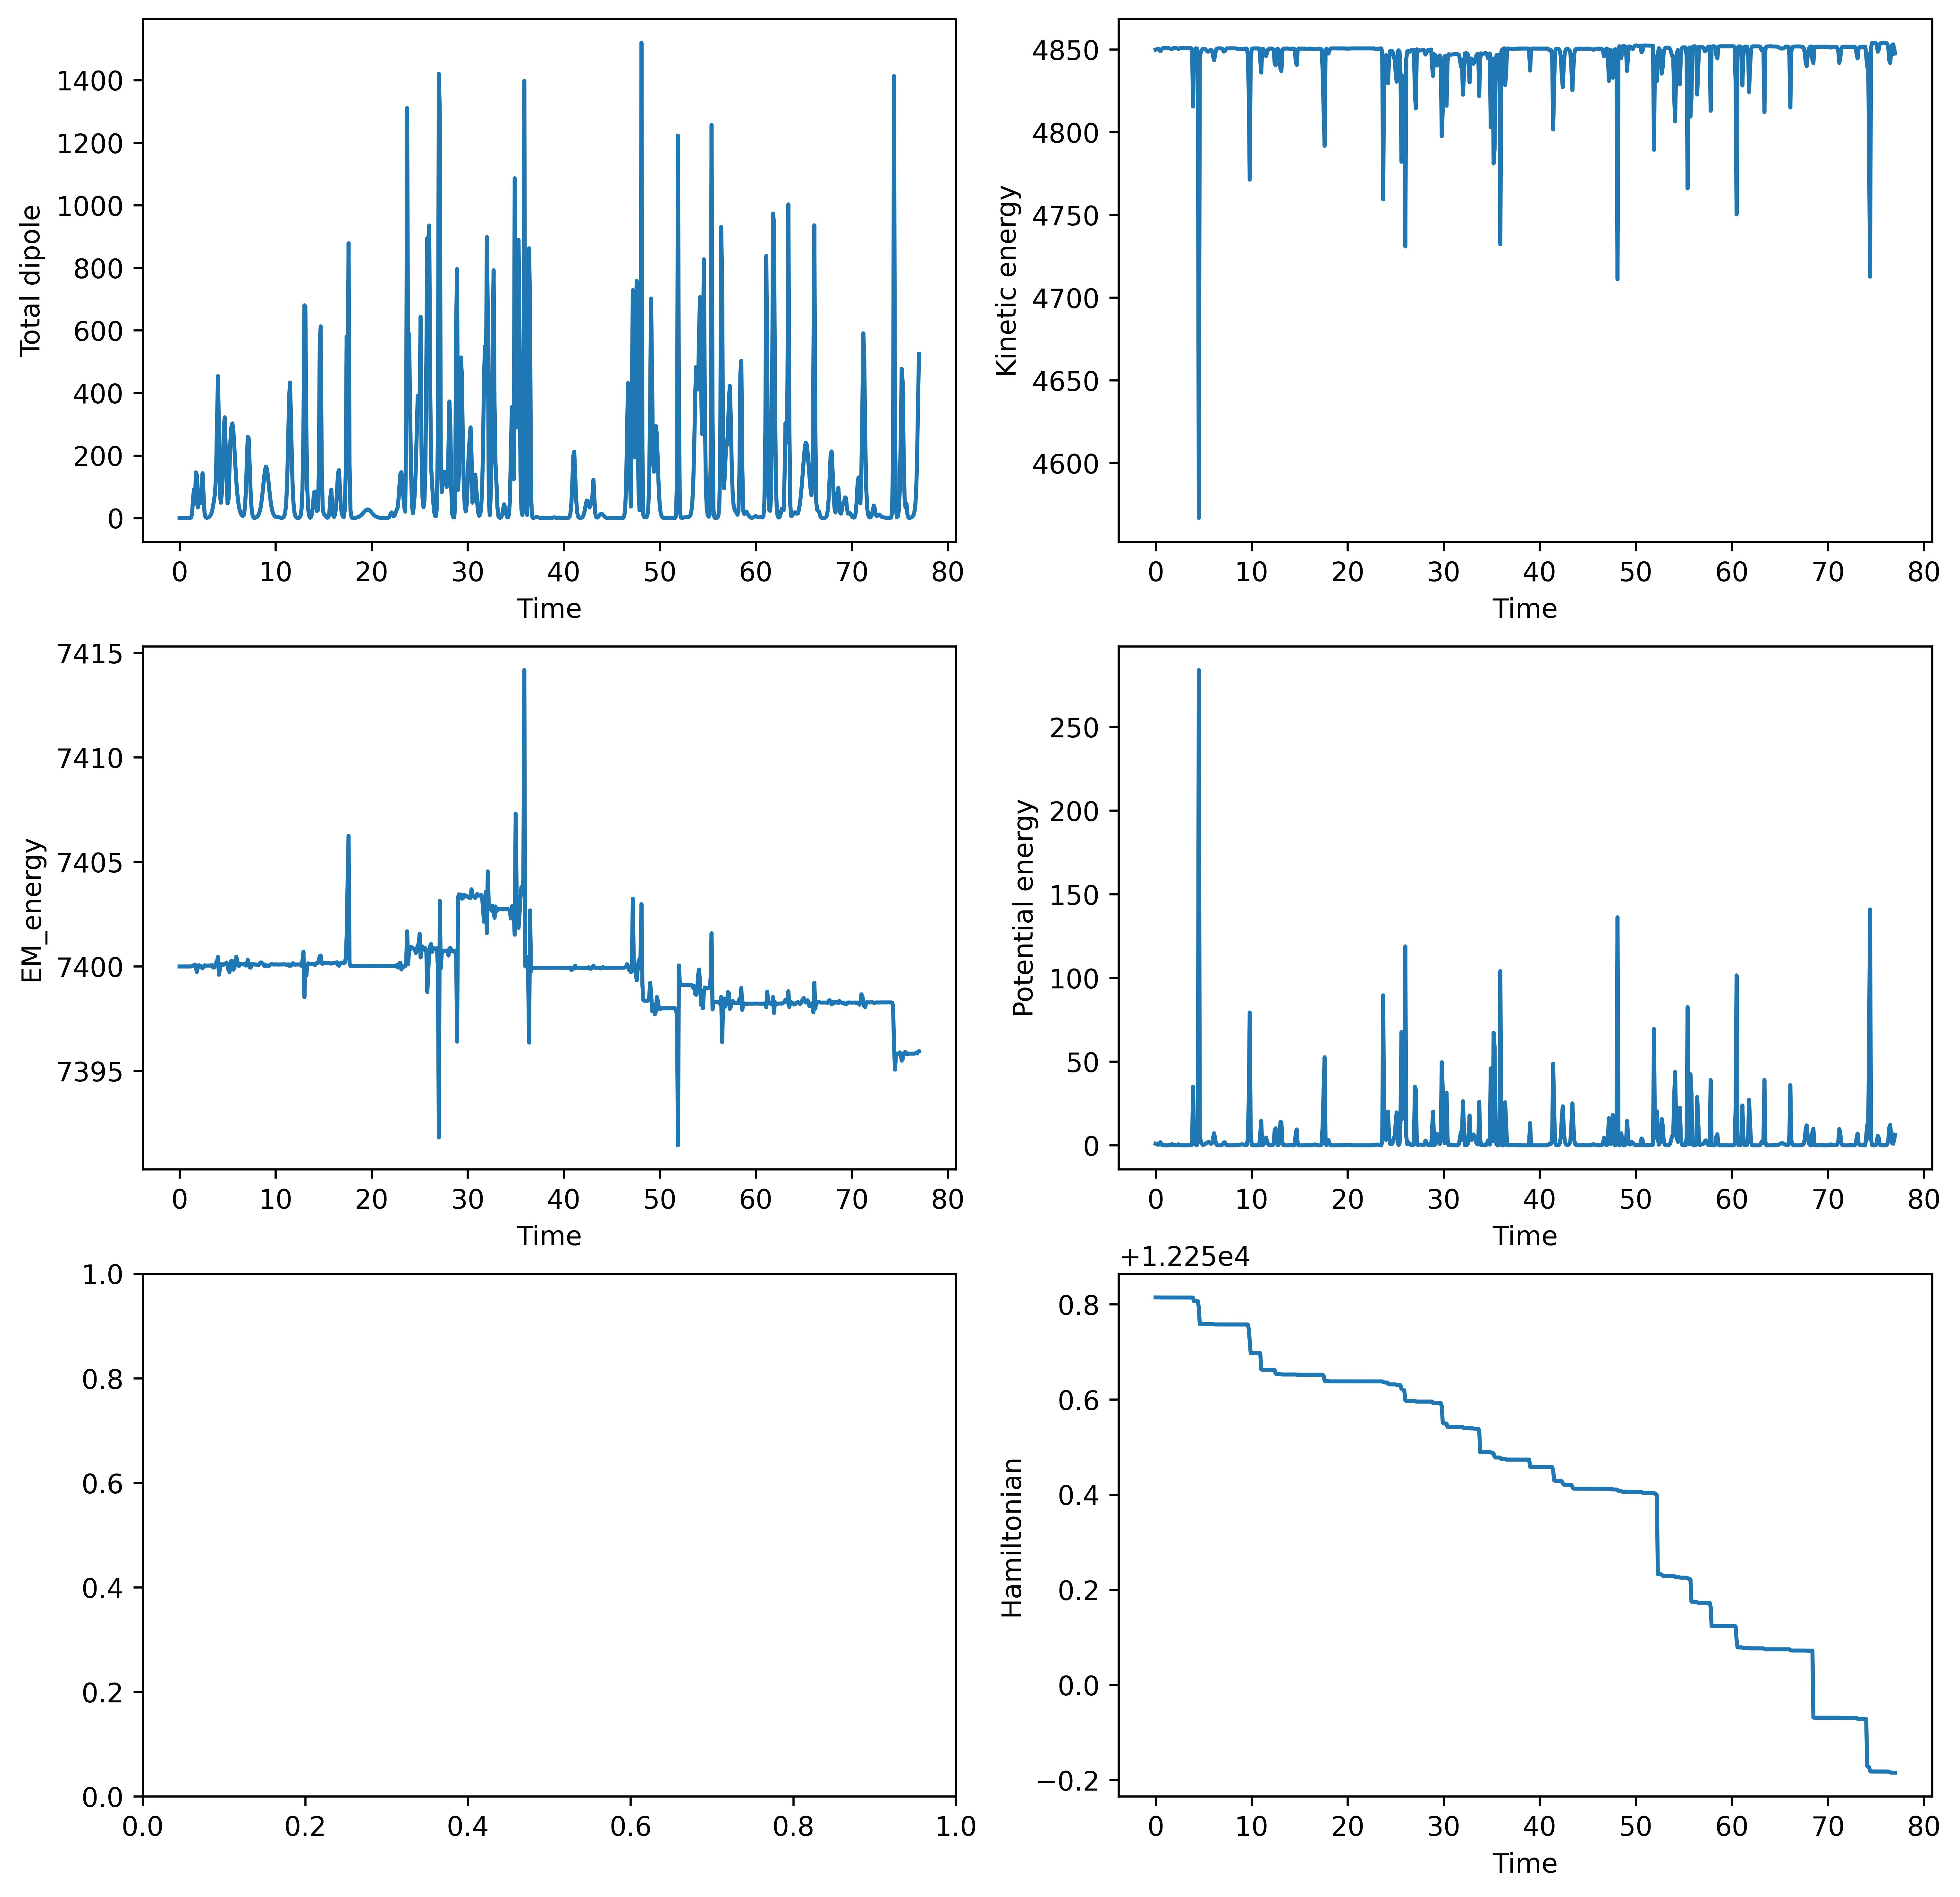 Total dipole
1400
1200
1000
800
600
400
200
0
0 10 20 30 40 50 60 70 80
Time
Kinetic energy
4850
4800
4750
4700
4650
4600
0 10 20 30 40 50 60 70 80
Time
EM_energy
7415
7410
7405
7400
7395
0 10 20 30 40 50 60 70 80
Time
Potential energy
250
200
150
100
50
0
0 10 20 30 40 50 60 70 80
Time
1.0
0.8
0.6
0.4
0.2
0.0
0.0 0.2 0.4 0.6 0.8 1.0
+1.225e4
Hamiltonian
0.8
0.6
0.4
0.2
0.0
−0.2
0 10 20 30 40 50 60 70 80
Time